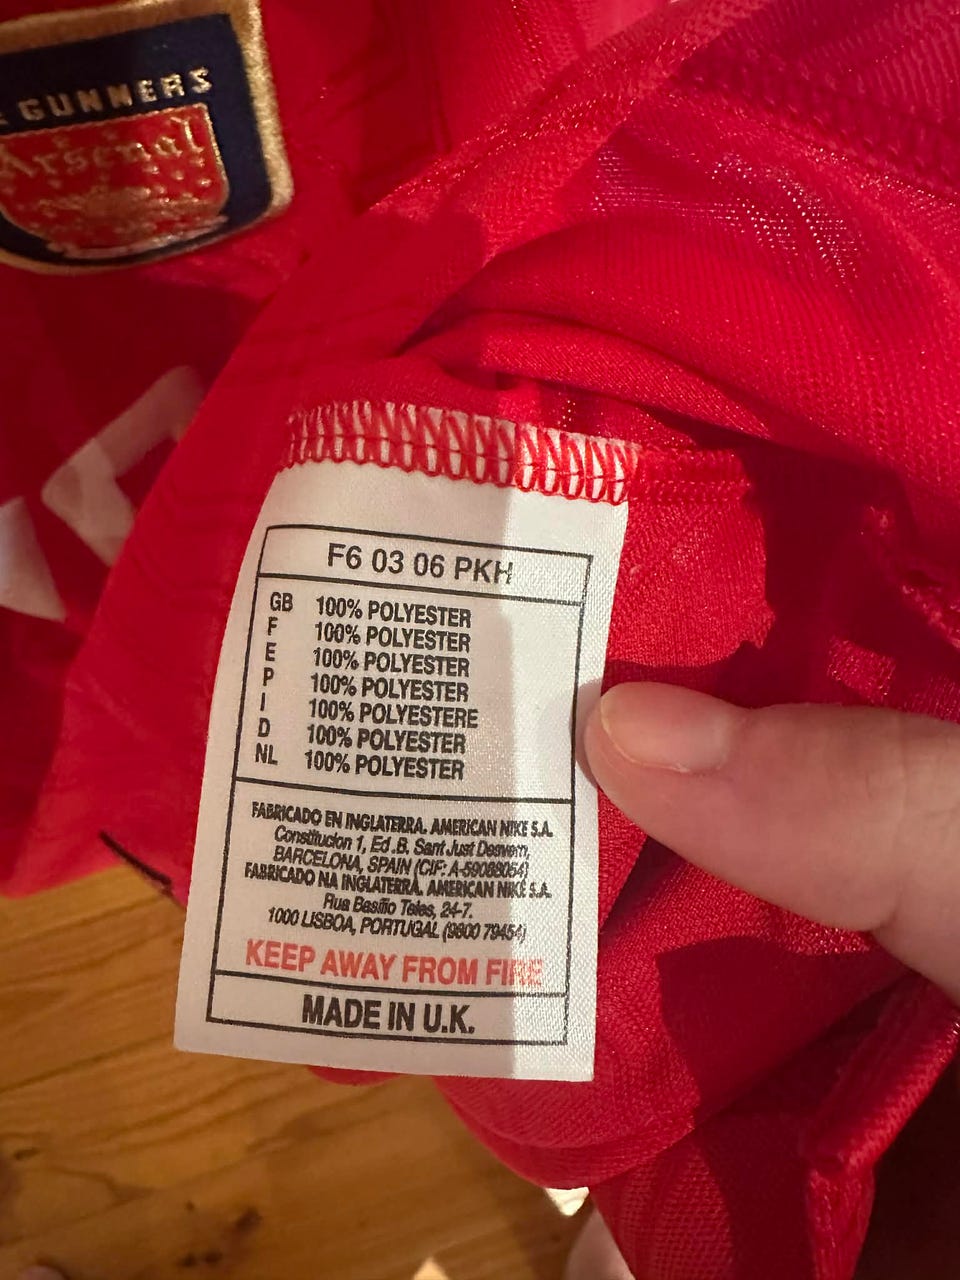 GUNNERS
Arsenal
F6 03 06 PKH
GB 100% POLYESTER
F 100% POLYESTER
E 100% POLYESTER
P 100% POLYESTER
I 100% POLYESTERE
D 100% POLYESTER
NL 100% POLYESTER
FABRICADO EN INGLATERRA. AMERICAN NIKE S.A.
Constitucion 1, Ed .B. Sant Just Desvern,
BARCELONA, SPAIN (CIF: A-59088054)
FABRICADO NA INGLATERRA. AMERICAN NIKE S.A.
Rua Basilio Teles, 24-7.
1000 LISBOA, PORTUGAL (9800 79454)
KEEP AWAY FROM FIRE
MADE IN U.K.